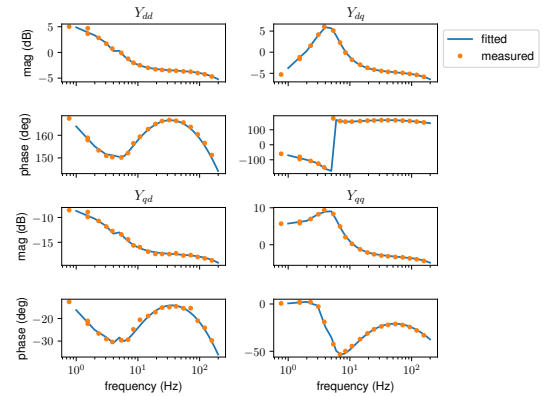 Y_dd
Y_dq
mag (dB)
5
0
−5
5
0
−5
fitted
measured
phase (deg)
160
150
100
0
−100
Y_qd
Y_qq
mag (dB)
−10
−15
10
0
phase (deg)
−20
−30
0
−50
10^0
10^1
10^2
10^0
10^1
10^2
frequency (Hz)
frequency (Hz)